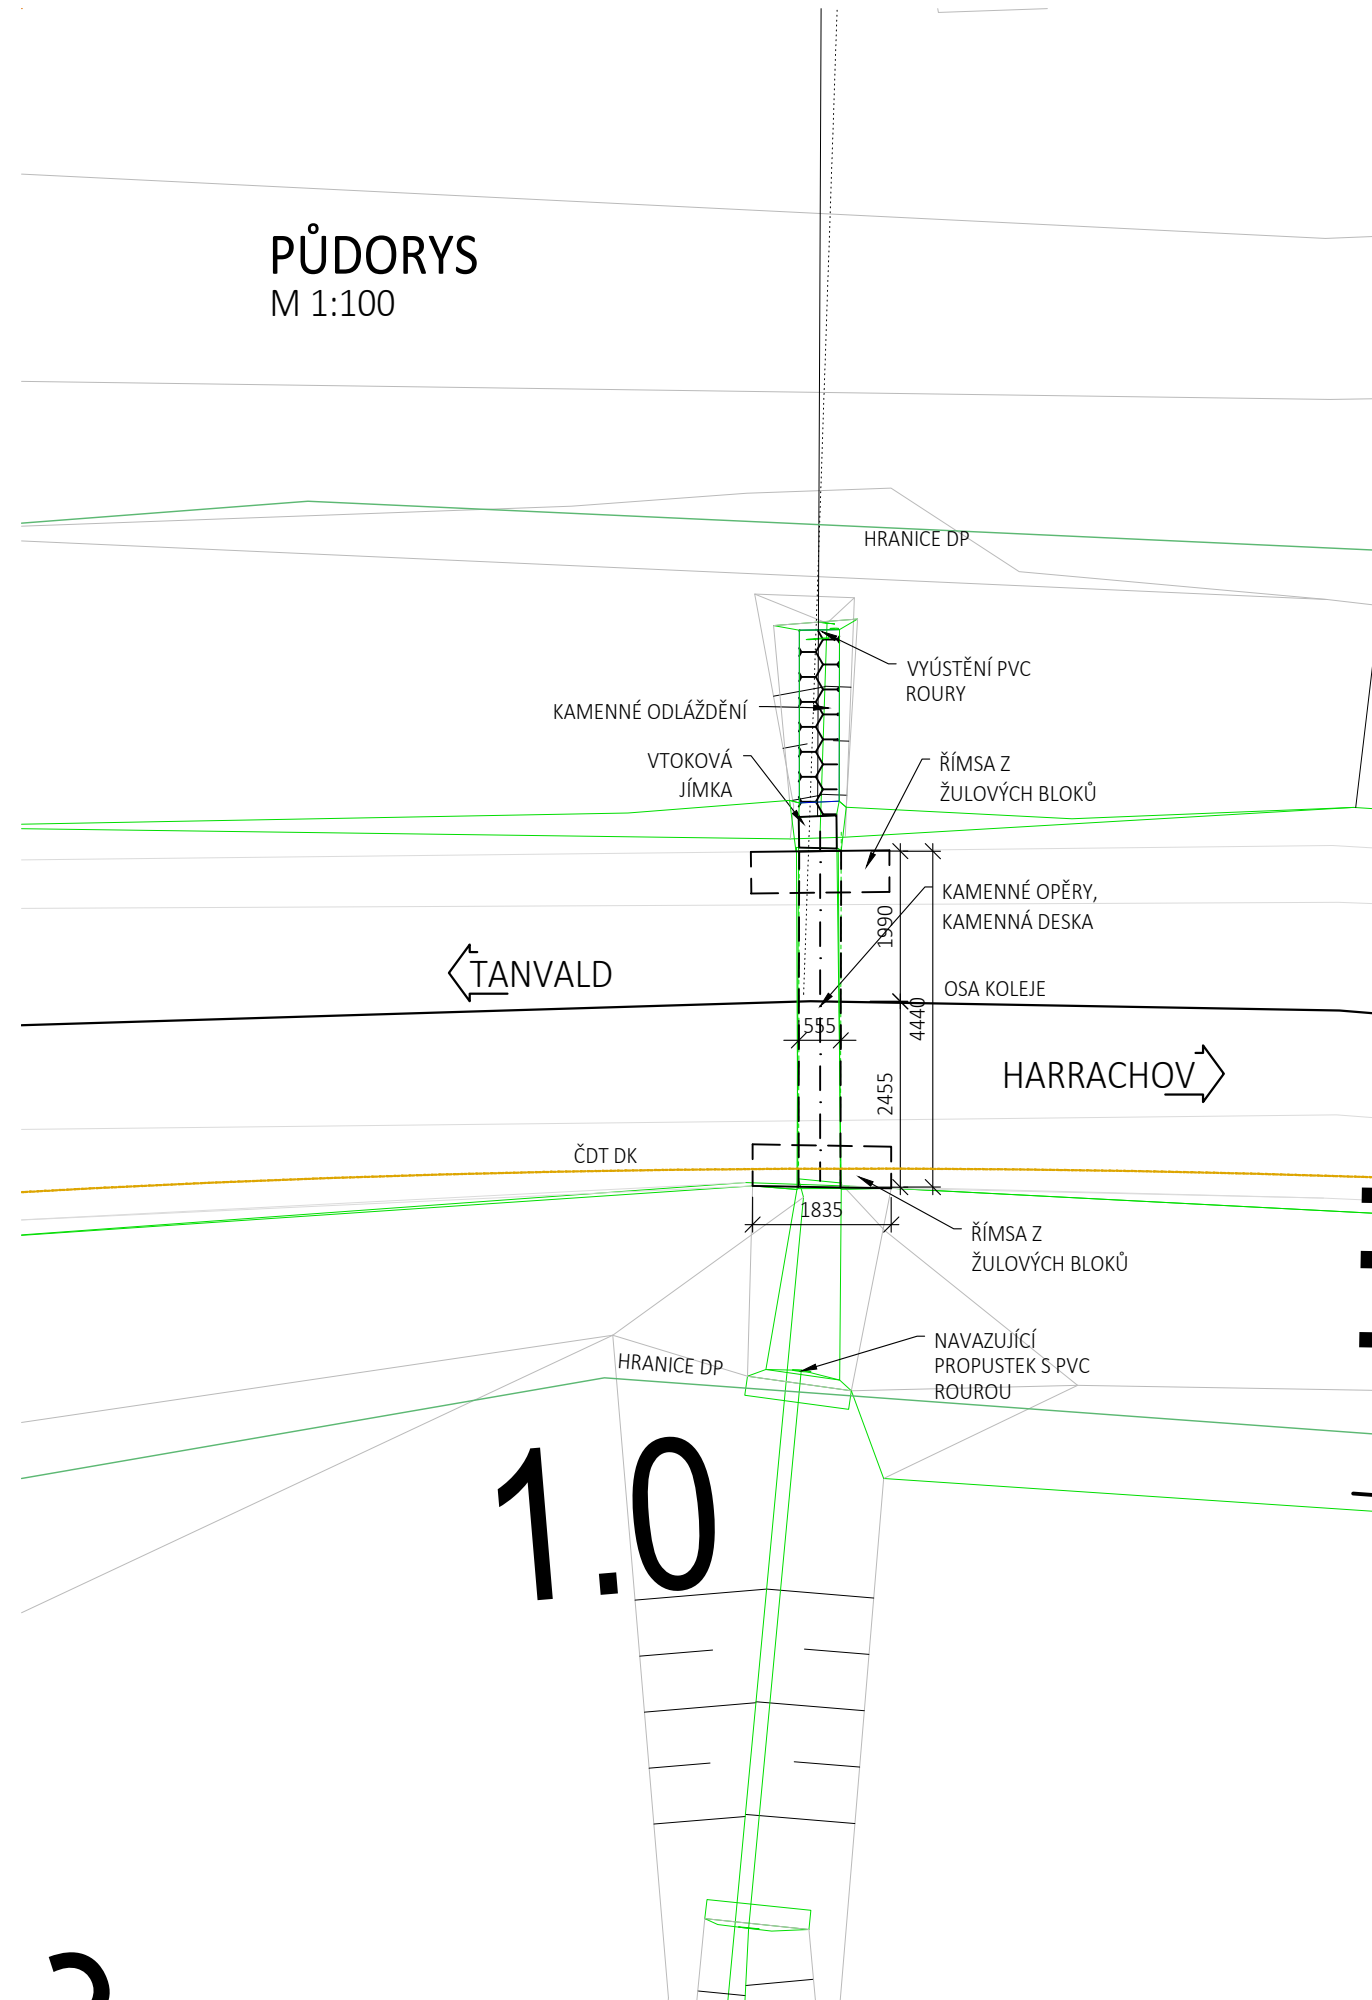 PŮDORYS
M 1:100
HRANICE DP
VYÚSTĚNÍ PVC
ROURY
KAMENNÉ ODLÁŽDĚNÍ
VTOKOVÁ
JÍMKA
ŘÍMSA Z
ŽULOVÝCH BLOKŮ
KAMENNÉ OPĚRY,
KAMENNÁ DESKA
1990
TANVALD
OSA KOLEJE
4440
555
HARRACHOV
2455
ČDT DK
1835
ŘÍMSA Z
ŽULOVÝCH BLOKŮ
NAVAZUJÍCÍ
PROPUSTEK S PVC
ROUROU
HRANICE DP
1.0